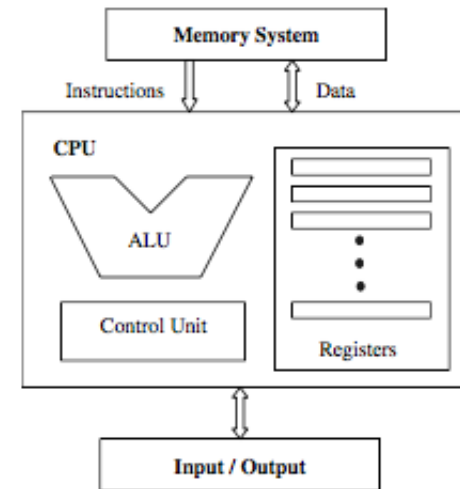 Memory System
Instructions
Data
CPU
ALU
Control Unit
Registers
Input / Output